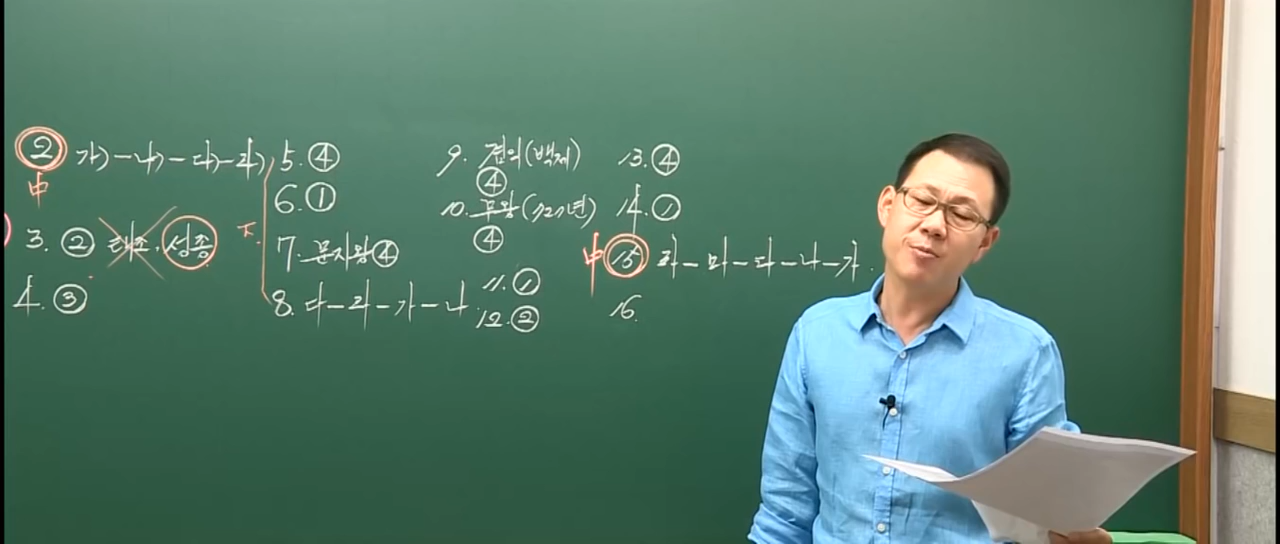 ② 가)-나)-다)-라)
中
3. ② 태종. 성종
4. ③
下.
5. ④
6. ①
7. 문자왕 ④
8. 다-라-가-나
9. 겸익(백제)
④
10. 무왕(727년)
④
11. ①
12. ②
13. ④
14. ①
中 15 라-마-다-나-가.
16.